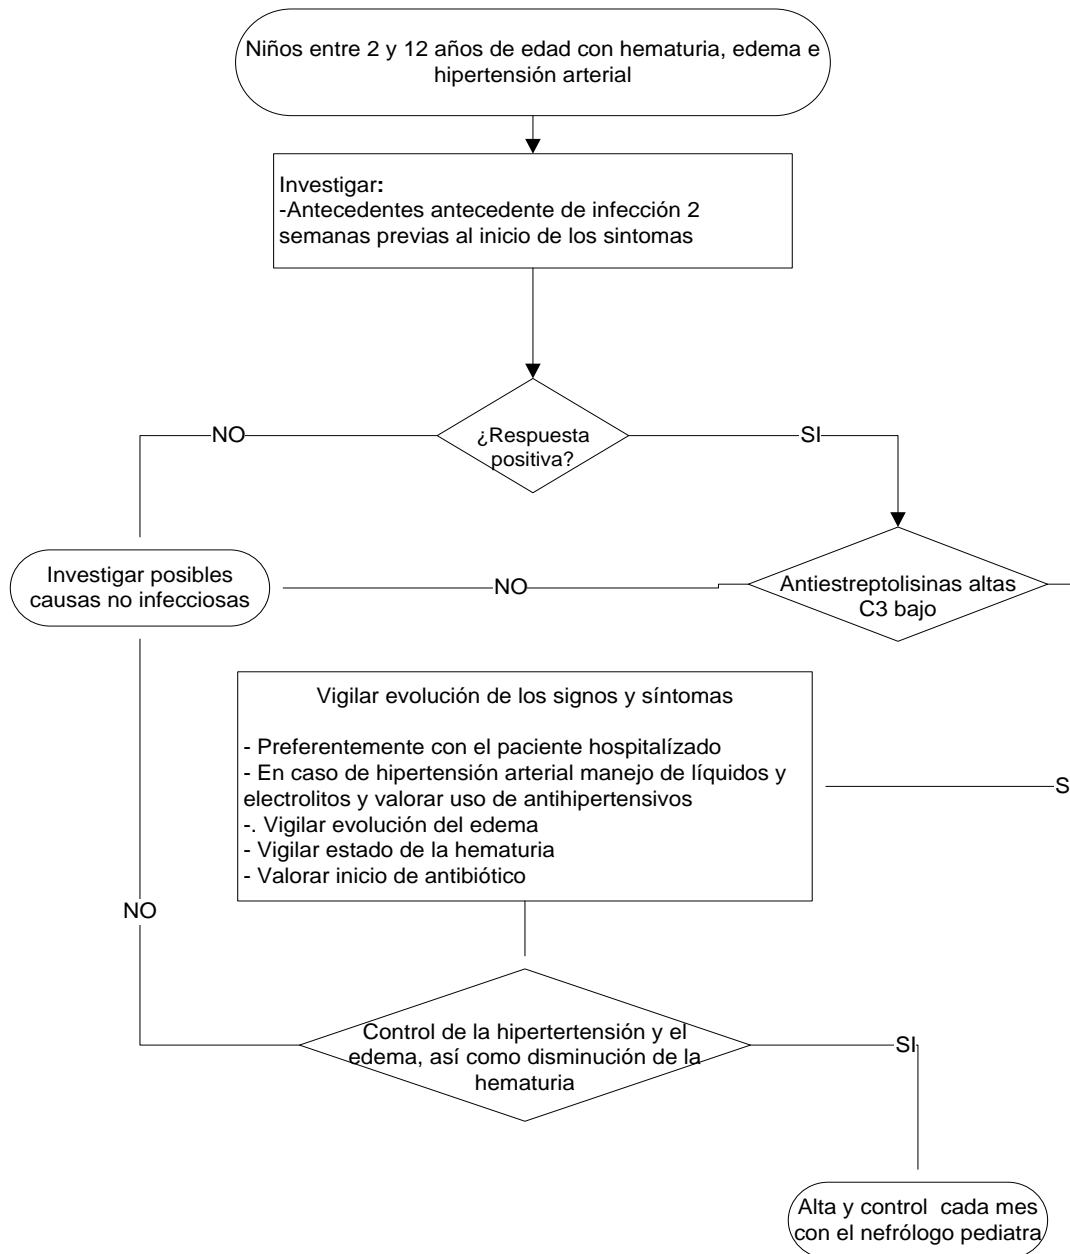 Niños entre 2 y 12 años de edad con hematuria, edema e
hipertensión arterial
Investigar:
-Antecedentes antecedente de infección 2
semanas previas al inicio de los sintomas
¿Respuesta
positiva?
NO
SI
Investigar posibles
causas no infecciosas
NO
Antiestreptolisinas altas
C3 bajo
Vigilar evolución de los signos y síntomas
- Preferentemente con el paciente hospitalízado
- En caso de hipertensión arterial manejo de líquidos y
electrolitos y valorar uso de antihipertensivos
-. Vigilar evolución del edema
- Vigilar estado de la hematuria
- Valorar inicio de antibiótico
S
NO
Control de la hipertertensión y el
edema, así como disminución de la
hematuria
SI
Alta y control cada mes
con el nefrólogo pediatra